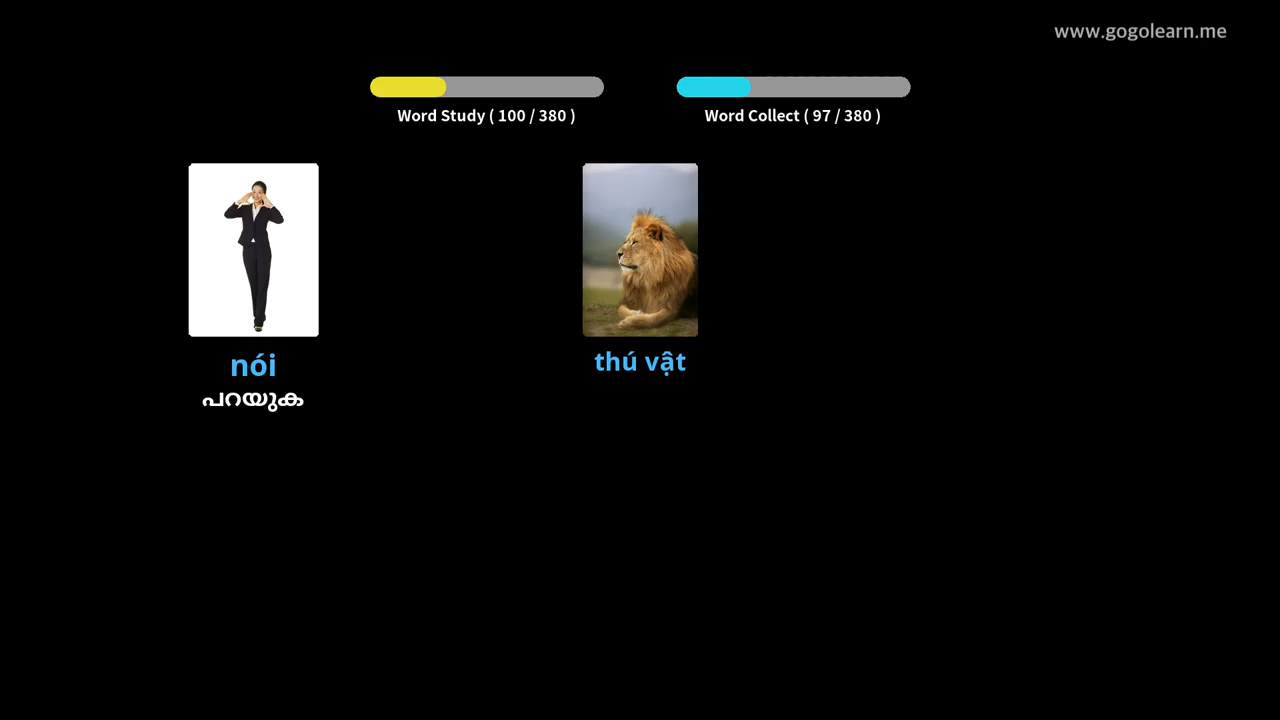 www.gogolearn.me
Word Study ( 100 / 380 )
Word Collect ( 97 / 380 )
nói
പറയുക
thú vật